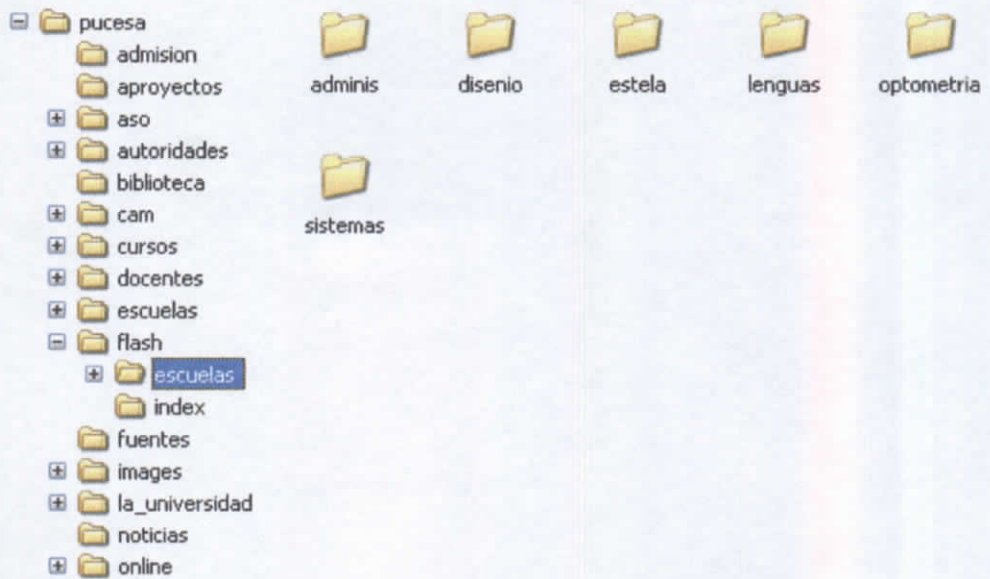 pucesa
admision
aproyectos
aso
autoridades
biblioteca
cam
cursos
docentes
escuelas
flash
escuelas
index
fuentes
images
la_universidad
noticias
online
adminis disenio estela lenguas optometria
sistemas